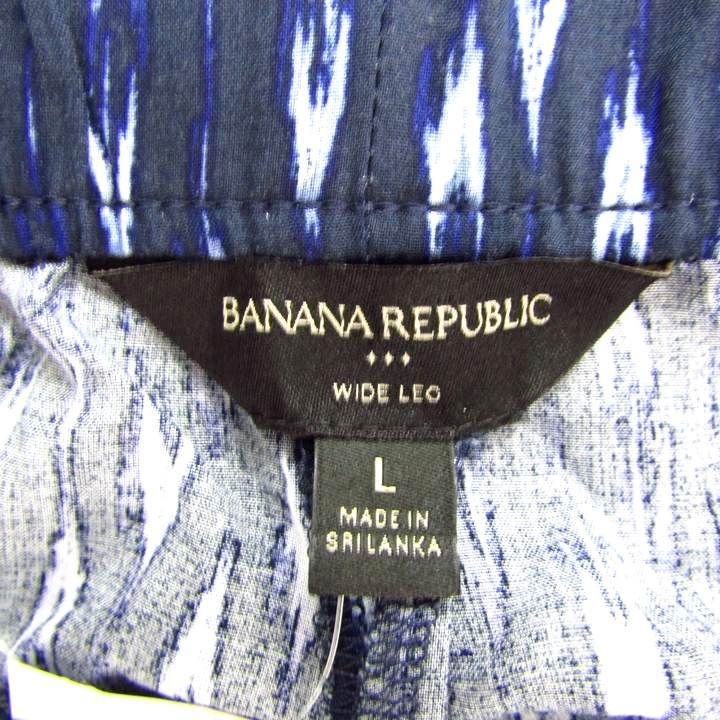 BANANA REPUBLIC
WIDE LEG
L
MADE IN
SRI LANKA